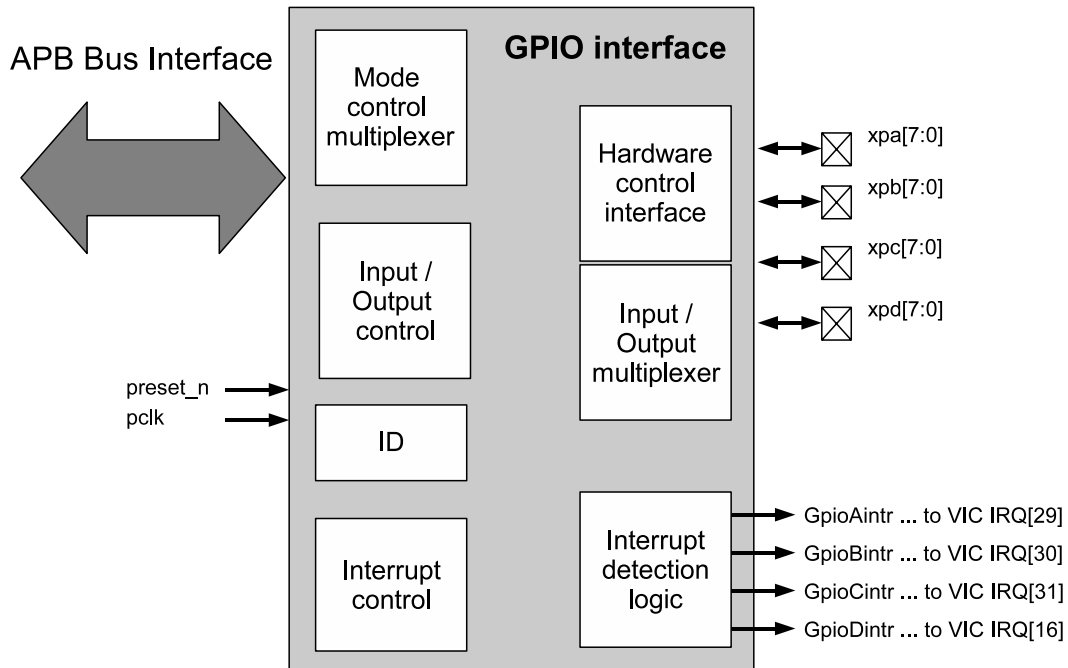 APB Bus Interface
GPIO interface
Mode
control
multiplexer
Hardware
control
interface
xpa[7:0]
xpb[7:0]
xpc[7:0]
xpd[7:0]
Input /
Output
control
Input /
Output
multiplexer
preset_n
pclk
ID
Interrupt
control
Interrupt
detection
logic
GpioAintr ... to VIC IRQ[29]
GpioBintr ... to VIC IRQ[30]
GpioCintr ... to VIC IRQ[31]
GpioDintr ... to VIC IRQ[16]